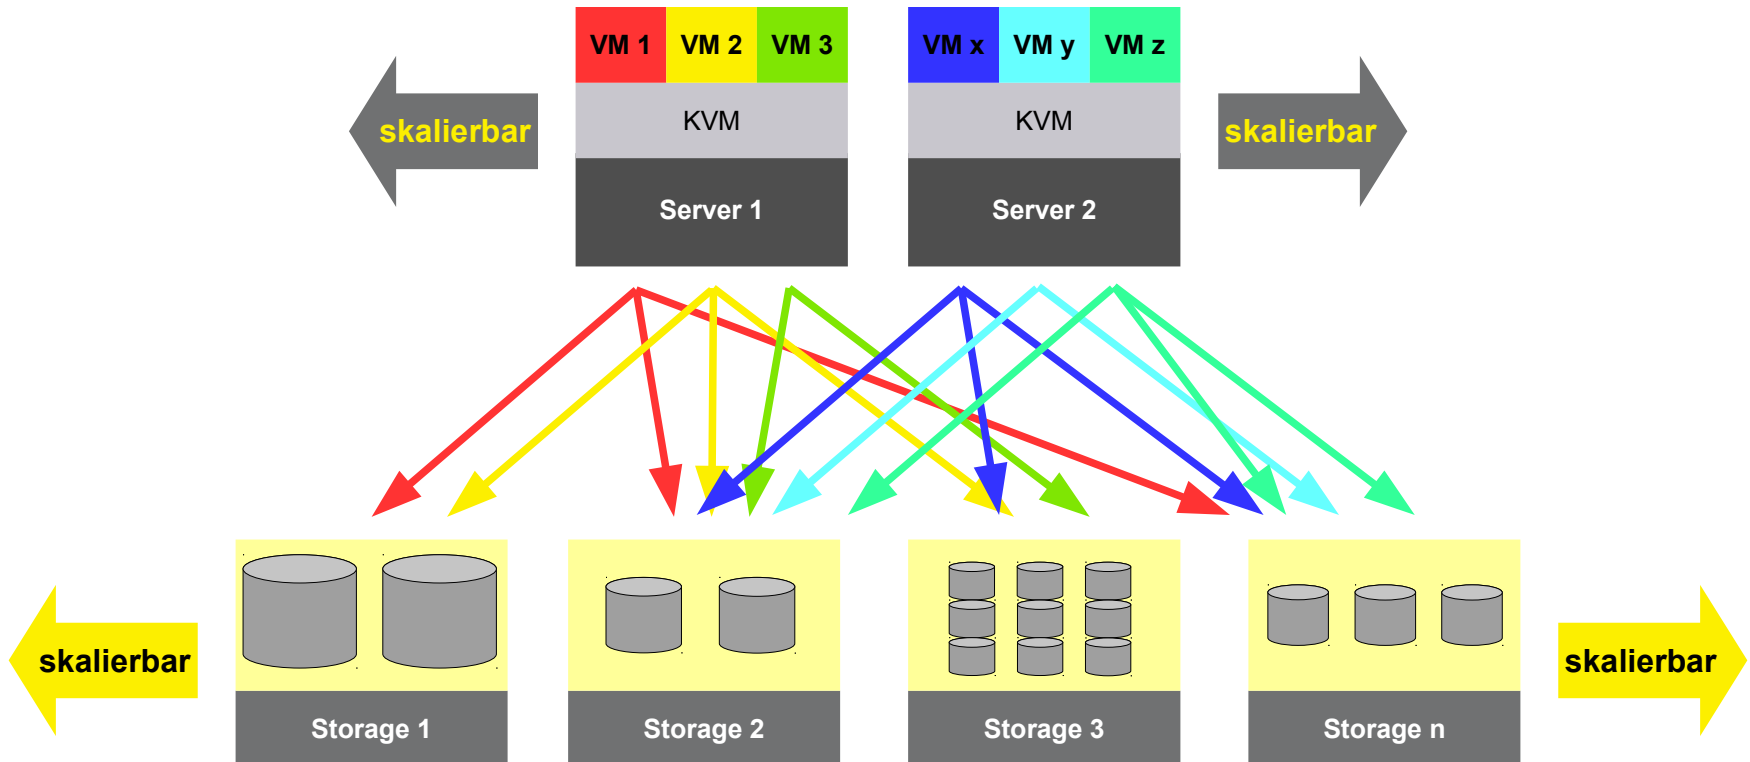 VM 1 VM 2 VM 3 VM x VM y VM z
skalierbar KVM KVM skalierbar
Server 1 Server 2
skalierbar skalierbar
Storage 1 Storage 2 Storage 3 Storage n